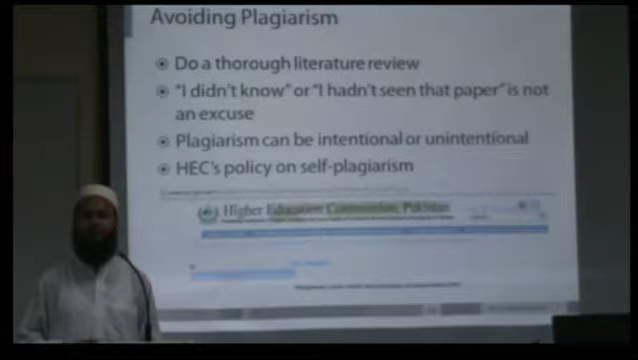 Avoiding Plagiarism
Do a thorough literature review
"I didn't know" or "I hadn't seen that paper" is not
an excuse
Plagiarism can be intentional or unintentional
HEC's policy on self-plagiarism
Higher Education Commission, Pakistan